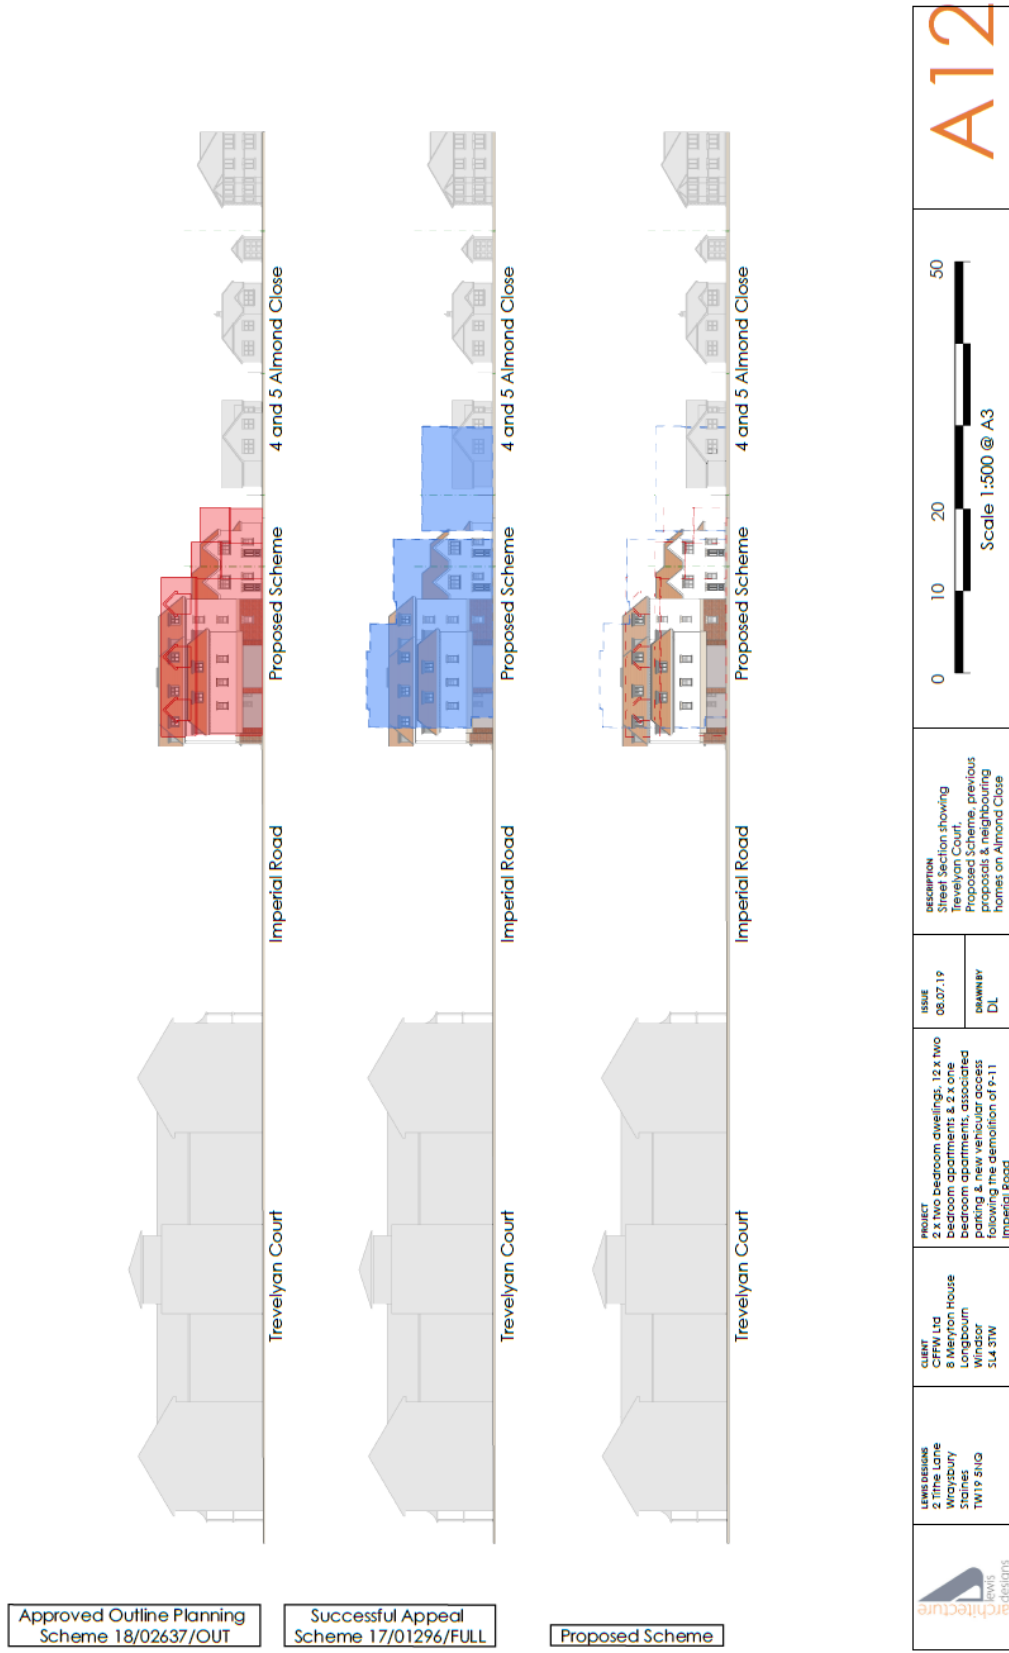 Approved Outline Planning
Scheme 18/02637/OUT
Trevelyan Court
Imperial Road
Proposed Scheme
4 and 5 Almond Close
Successful Appeal
Scheme 17/01296/FULL
Trevelyan Court
Imperial Road
Proposed Scheme
4 and 5 Almond Close
Proposed Scheme
Trevelyan Court
Imperial Road
Proposed Scheme
4 and 5 Almond Close
lewis
designs
architecture
LEWIS DESIGNS
2 Tithe Lane
Wraysbury
Staines
TW19 5NQ
CLIENT
CFFW Ltd
8 Meryton House
Longbourn
Windsor
SL4 3TW
PROJECT
2 x two bedroom dwellings, 12 x two
bedroom apartments & 2 x one
bedroom apartments, associated
parking & new vehicular access
following the demolition of 9-11
Imperial Road
ISSUE
08.07.19
DRAWN BY
DL
DESCRIPTION
Street Section showing
Trevelyan Court,
Proposed Scheme, previous
proposals & neighbouring
homes on Almond Close
0
10
20
50
Scale 1:500 @ A3
A12